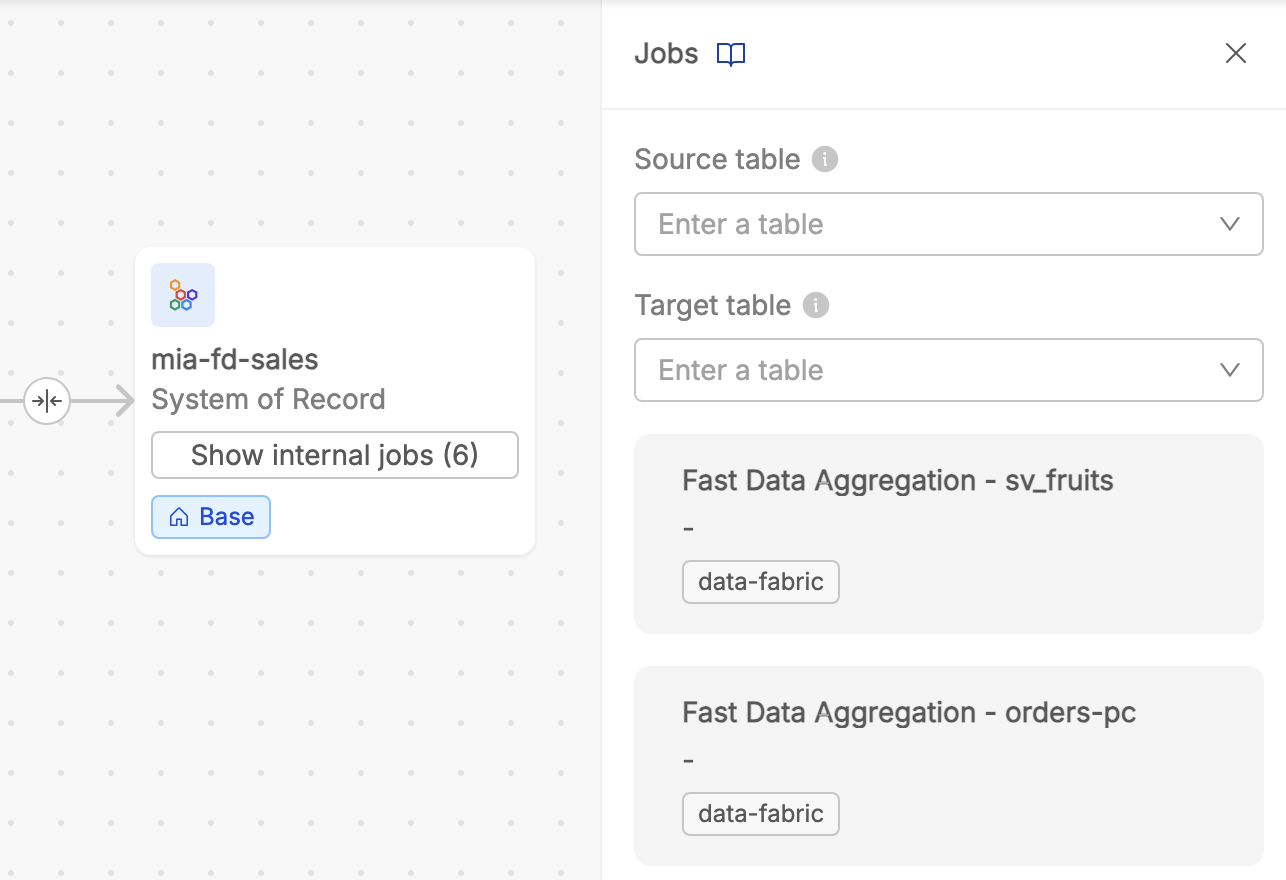 mia-fd-sales
System of Record
Show internal jobs (6)
Base
Jobs
Source table
Enter a table
Target table
Enter a table
Fast Data Aggregation - sv_fruits
-
data-fabric
Fast Data Aggregation - orders-pc
-
data-fabric